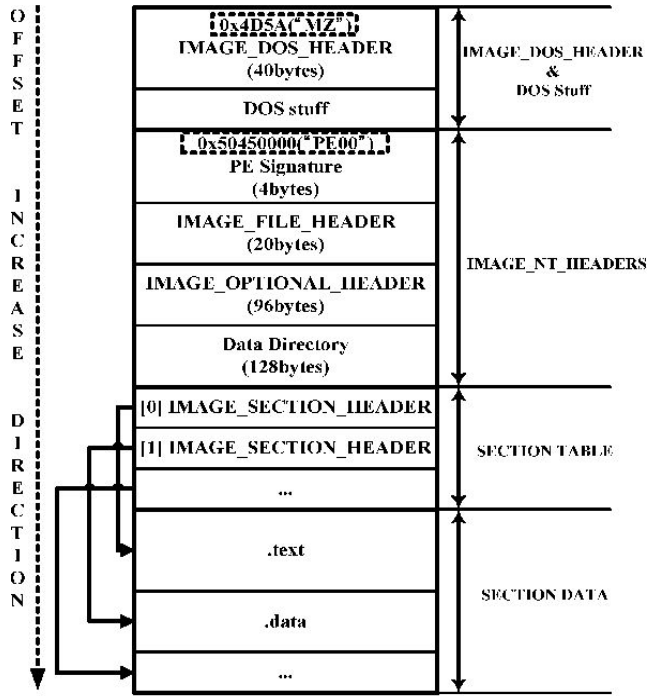 OFFSET INCREASE DIRECTION
0x4D5A("MZ")
IMAGE_DOS_HEADER
(40bytes)
DOS stuff
IMAGE_DOS_HEADER
&
DOS Stuff
0x50450000("PE00")
PE Signature
(4bytes)
IMAGE_FILE_HEADER
(20bytes)
IMAGE_OPTIONAL_HEADER
(96bytes)
Data Directory
(128bytes)
IMAGE_NT_HEADERS
[0] IMAGE_SECTION_HEADER
[1] IMAGE_SECTION_HEADER
...
SECTION TABLE
.text
.data
...
SECTION DATA